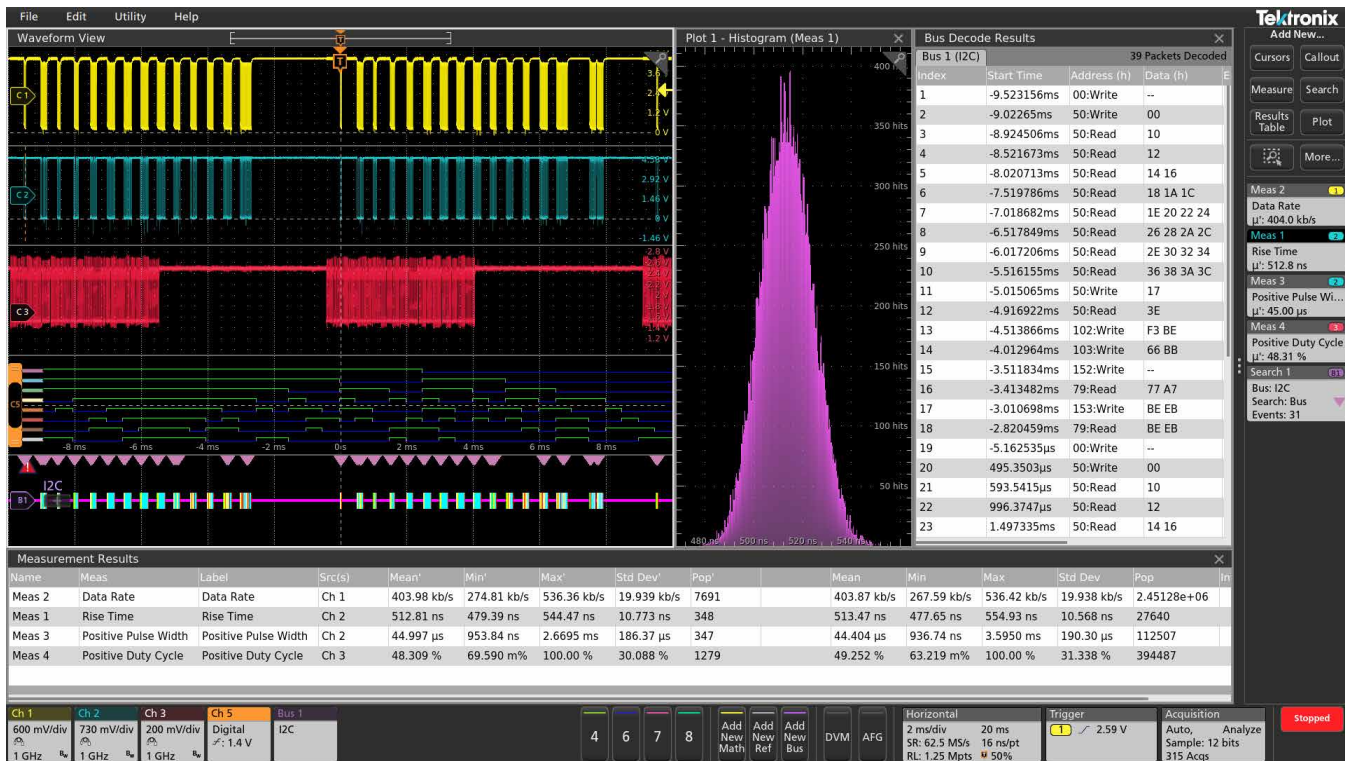 File Edit Utility Help
Tektronix
Add New...
Waveform View
Plot 1 - Histogram (Meas 1)
Bus Decode Results
Bus 1 (I2C) 39 Packets Decoded
Index Start Time Address (h) Data (h) E
1 -9.523156ms 00:Write --
2 -9.02265ms 50:Write 00
3 -8.924506ms 50:Read 10
4 -8.521673ms 50:Read 12
5 -8.020713ms 50:Read 14 16
6 -7.519786ms 50:Read 18 1A 1C
7 -7.018682ms 50:Read 1E 20 22 24
8 -6.517849ms 50:Read 26 28 2A 2C
9 -6.017206ms 50:Read 2E 30 32 34
10 -5.516155ms 50:Read 36 38 3A 3C
11 -5.015065ms 50:Read 17
12 -4.916922ms 50:Read 3E
13 -4.513866ms 102:Write F3 BE
14 -4.012964ms 103:Write 66 BB
15 -3.511834ms 152:Write --
16 -3.413482ms 79:Read 77 A7
17 -3.010698ms 153:Write BE EB
18 -2.820459ms 79:Read BE EB
19 -5.162535µs 00:Write --
20 495.3503µs 50:Write 00
21 593.5415µs 50:Read 10
22 996.3747µs 50:Read 12
23 1.497335ms 50:Read 14 16
T
T
C1
3.6
1.2 V
0 V
C2
2.92 V
1.46 V
0 V
-1.46 V
C3
2.8 V
1.2 V
C5
-8 ms -6 ms -4 ms -2 ms 0 s 2 ms 4 ms 6 ms 8 ms
I2C
B1
400
350 hits
300 hits
250 hits
200 hits
150 hits
100 hits
50 hits
480 ns 500 ns 520 ns 540 ns
Cursors Callout
Measure Search
Results Table Plot
More...
Meas 2 1
Data Rate
µ': 404.0 kb/s
Meas 1 2
Rise Time
µ': 512.8 ns
Meas 3 2
Positive Pulse Wi...
µ': 45.00 µs
Meas 4 3
Positive Duty Cycle
µ': 48.31 %
Search 1 B1
Bus: I2C
Search: Bus
Events: 31
Measurement Results
Name Meas Label Src(s) Mean' Min' Max' Std Dev' Pop' Mean Min Max Std Dev Pop In
Meas 2 Data Rate Data Rate Ch 1 403.98 kb/s 274.81 kb/s 536.36 kb/s 19.939 kb/s 7691 403.87 kb/s 267.59 kb/s 536.42 kb/s 19.938 kb/s 2.45128e+06
Meas 1 Rise Time Rise Time Ch 2 512.81 ns 479.39 ns 544.47 ns 10.773 ns 348 513.47 ns 477.65 ns 554.93 ns 10.568 ns 27640
Meas 3 Positive Pulse Width Positive Pulse Width Ch 2 44.997 µs 953.84 ns 2.6695 ms 186.37 µs 347 44.404 µs 936.74 ns 3.5950 ms 190.30 µs 112507
Meas 4 Positive Duty Cycle Positive Duty Cycle Ch 3 48.309 % 69.590 m% 100.00 % 30.088 % 1279 49.252 % 63.219 m% 100.00 % 31.338 % 394487
Ch 1
600 mV/div
1 GHz Bw
Ch 2
730 mV/div
1 GHz Bw
Ch 3
200 mV/div
1 GHz Bw
Ch 5
Digital
: 1.4 V
Bus 1
I2C
4 6 7 8
Add New Math
Add New Ref
Add New Bus
DVM AFG
Horizontal
2 ms/div 20 ms
SR: 62.5 MS/s 16 ns/pt
RL: 1.25 Mpts 50%
Trigger
1 2.59 V
Acquisition
Auto, Analyze
Sample: 12 bits
315 Acqs
Stopped